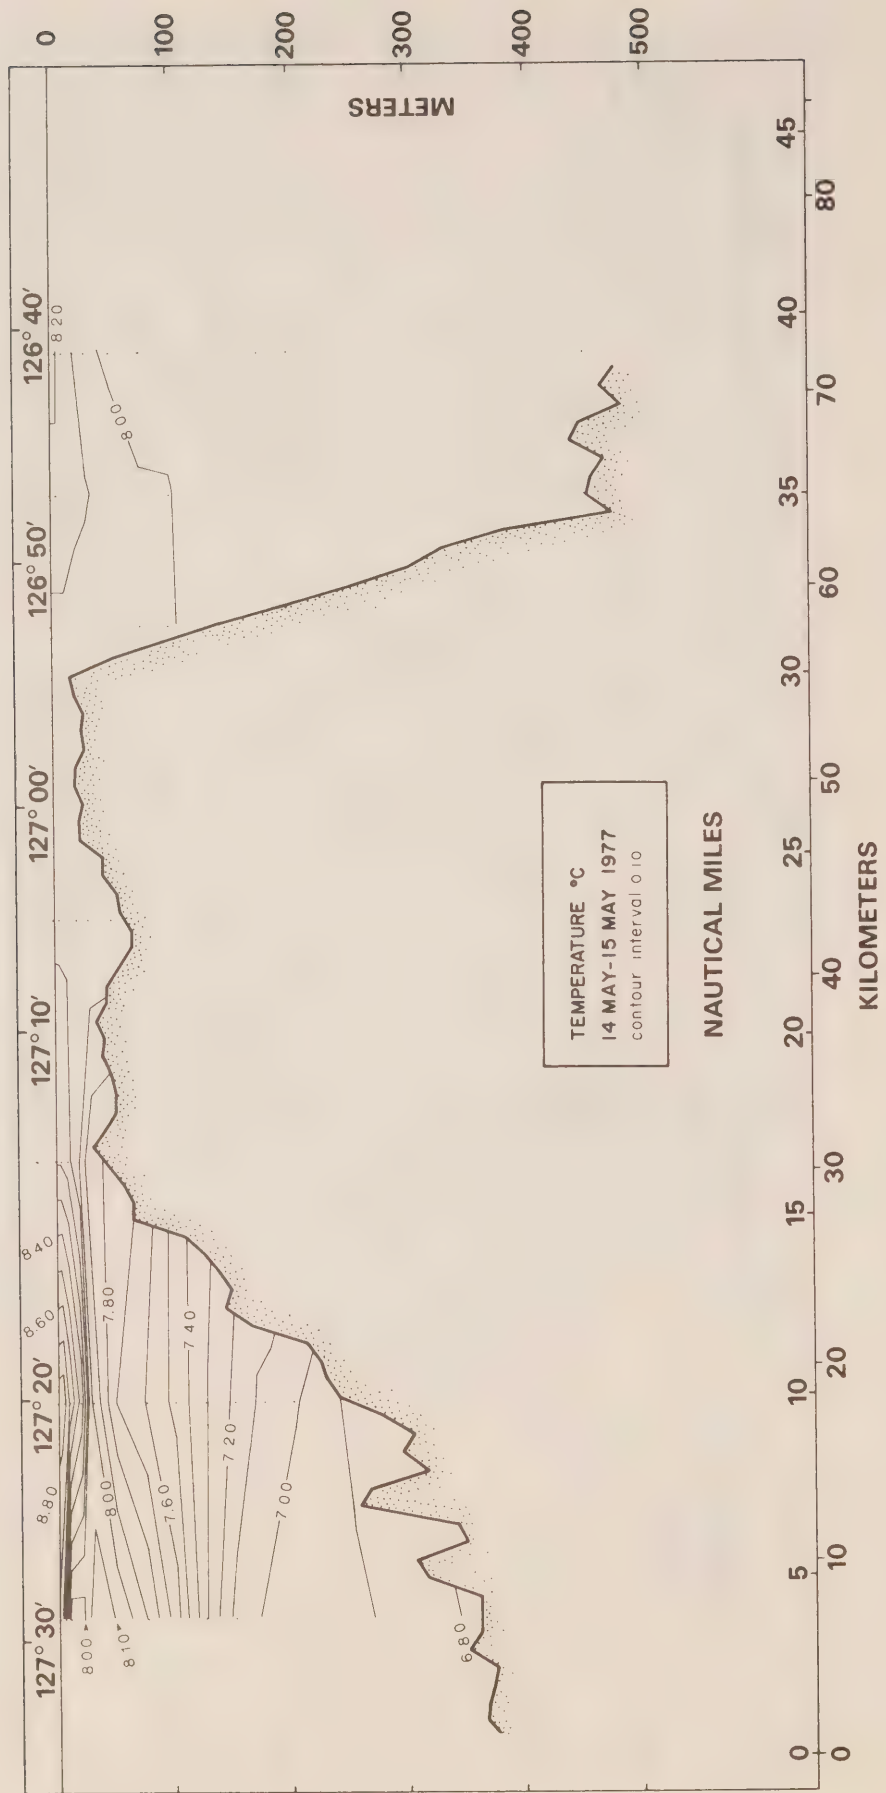 127° 30′ 127° 20′ 127° 10′ 127° 00′ 126° 50′ 126° 40′
0
100
200
300
400
500
METERS
8.80 8.60 8.40 8 20
8 00 8 00 7.80 8.00
8 10
7.60 7 40
7 20
7 00
6 80
TEMPERATURE °C
14 MAY-15 MAY 1977
contour interval 0 10
NAUTICAL MILES
0 5 10 15 20 25 30 35 40 45
0 10 20 30 40 50 60 70 80
KILOMETERS